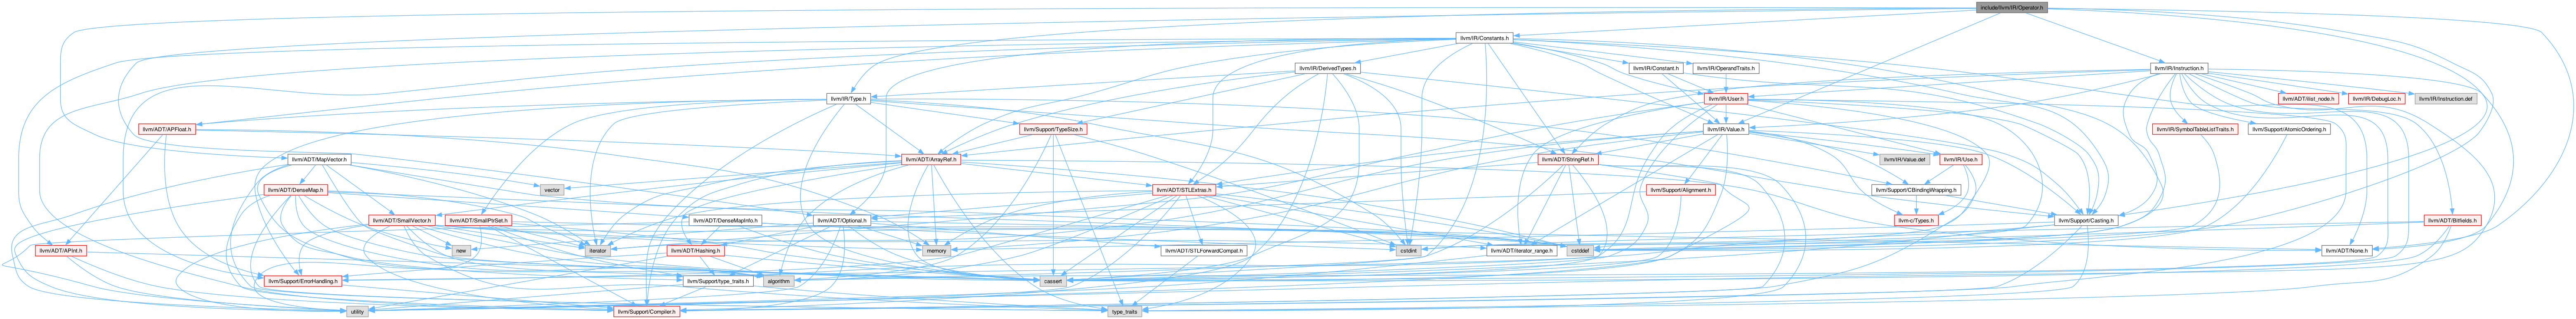 include/llvm/IR/Operator.h
llvm/IR/Constants.h
llvm/IR/DerivedTypes.h
llvm/IR/Constant.h
llvm/IR/OperandTraits.h
llvm/IR/Instruction.h
llvm/IR/Type.h
llvm/IR/User.h
llvm/ADT/ilist_node.h
llvm/IR/DebugLoc.h
llvm/IR/Instruction.def
llvm/ADT/APFloat.h
llvm/Support/TypeSize.h
llvm/IR/Value.h
llvm/IR/SymbolTableListTraits.h
llvm/Support/AtomicOrdering.h
llvm/ADT/MapVector.h
llvm/ADT/ArrayRef.h
llvm/ADT/StringRef.h
llvm/IR/Value.def
llvm/IR/Use.h
llvm/ADT/DenseMap.h
vector
llvm/ADT/STLExtras.h
llvm/Support/Alignment.h
llvm/Support/CBindingWrapping.h
llvm/ADT/SmallVector.h
llvm/ADT/SmallPtrSet.h
llvm/ADT/DenseMapInfo.h
llvm/ADT/Optional.h
llvm-c/Types.h
llvm/Support/Casting.h
llvm/ADT/Bitfields.h
llvm/ADT/APInt.h
new
iterator
llvm/ADT/Hashing.h
memory
llvm/ADT/STLForwardCompat.h
cstdint
llvm/ADT/iterator_range.h
cstddef
llvm/ADT/None.h
llvm/Support/ErrorHandling.h
llvm/Support/type_traits.h
algorithm
cassert
utility
llvm/Support/Compiler.h
type_traits